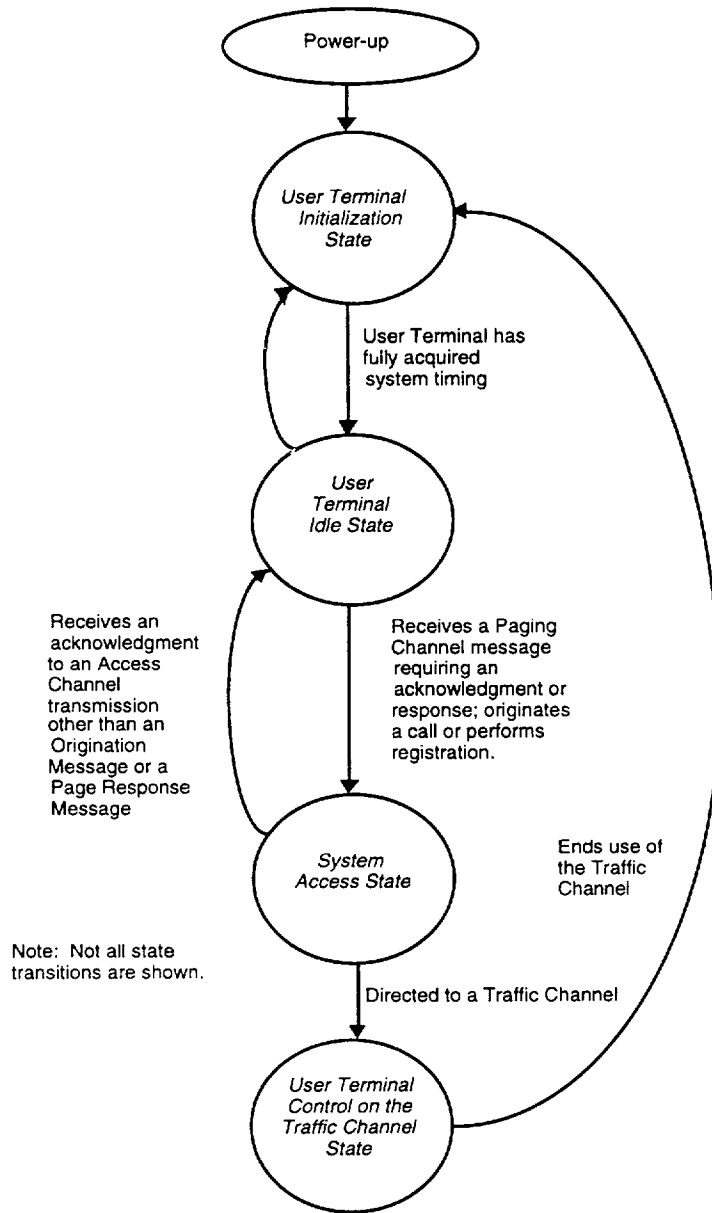 Power-up
User Terminal
Initialization
State
User Terminal has
fully acquired
system timing
User
Terminal
Idle State
Receives an
acknowledgment
to an Access
Channel
transmission
other than an
Origination
Message or a
Page Response
Message
Receives a Paging
Channel message
requiring an
acknowledgment or
response; originates
a call or performs
registration.
System
Access State
Ends use of
the Traffic
Channel
Note: Not all state
transitions are shown.
Directed to a Traffic Channel
User Terminal
Control on the
Traffic Channel
State